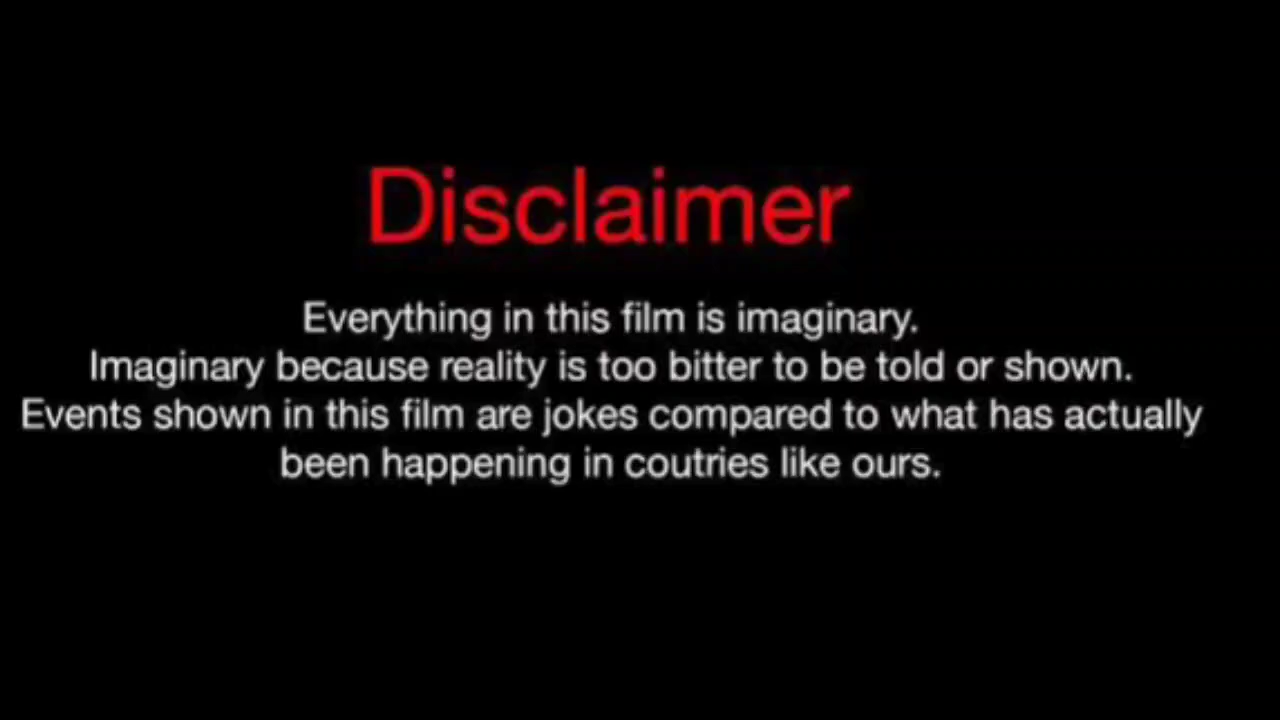 Disclaimer
Everything in this film is imaginary.
Imaginary because reality is too bitter to be told or shown.
Events shown in this film are jokes compared to what has actually
been happening in coutries like ours.